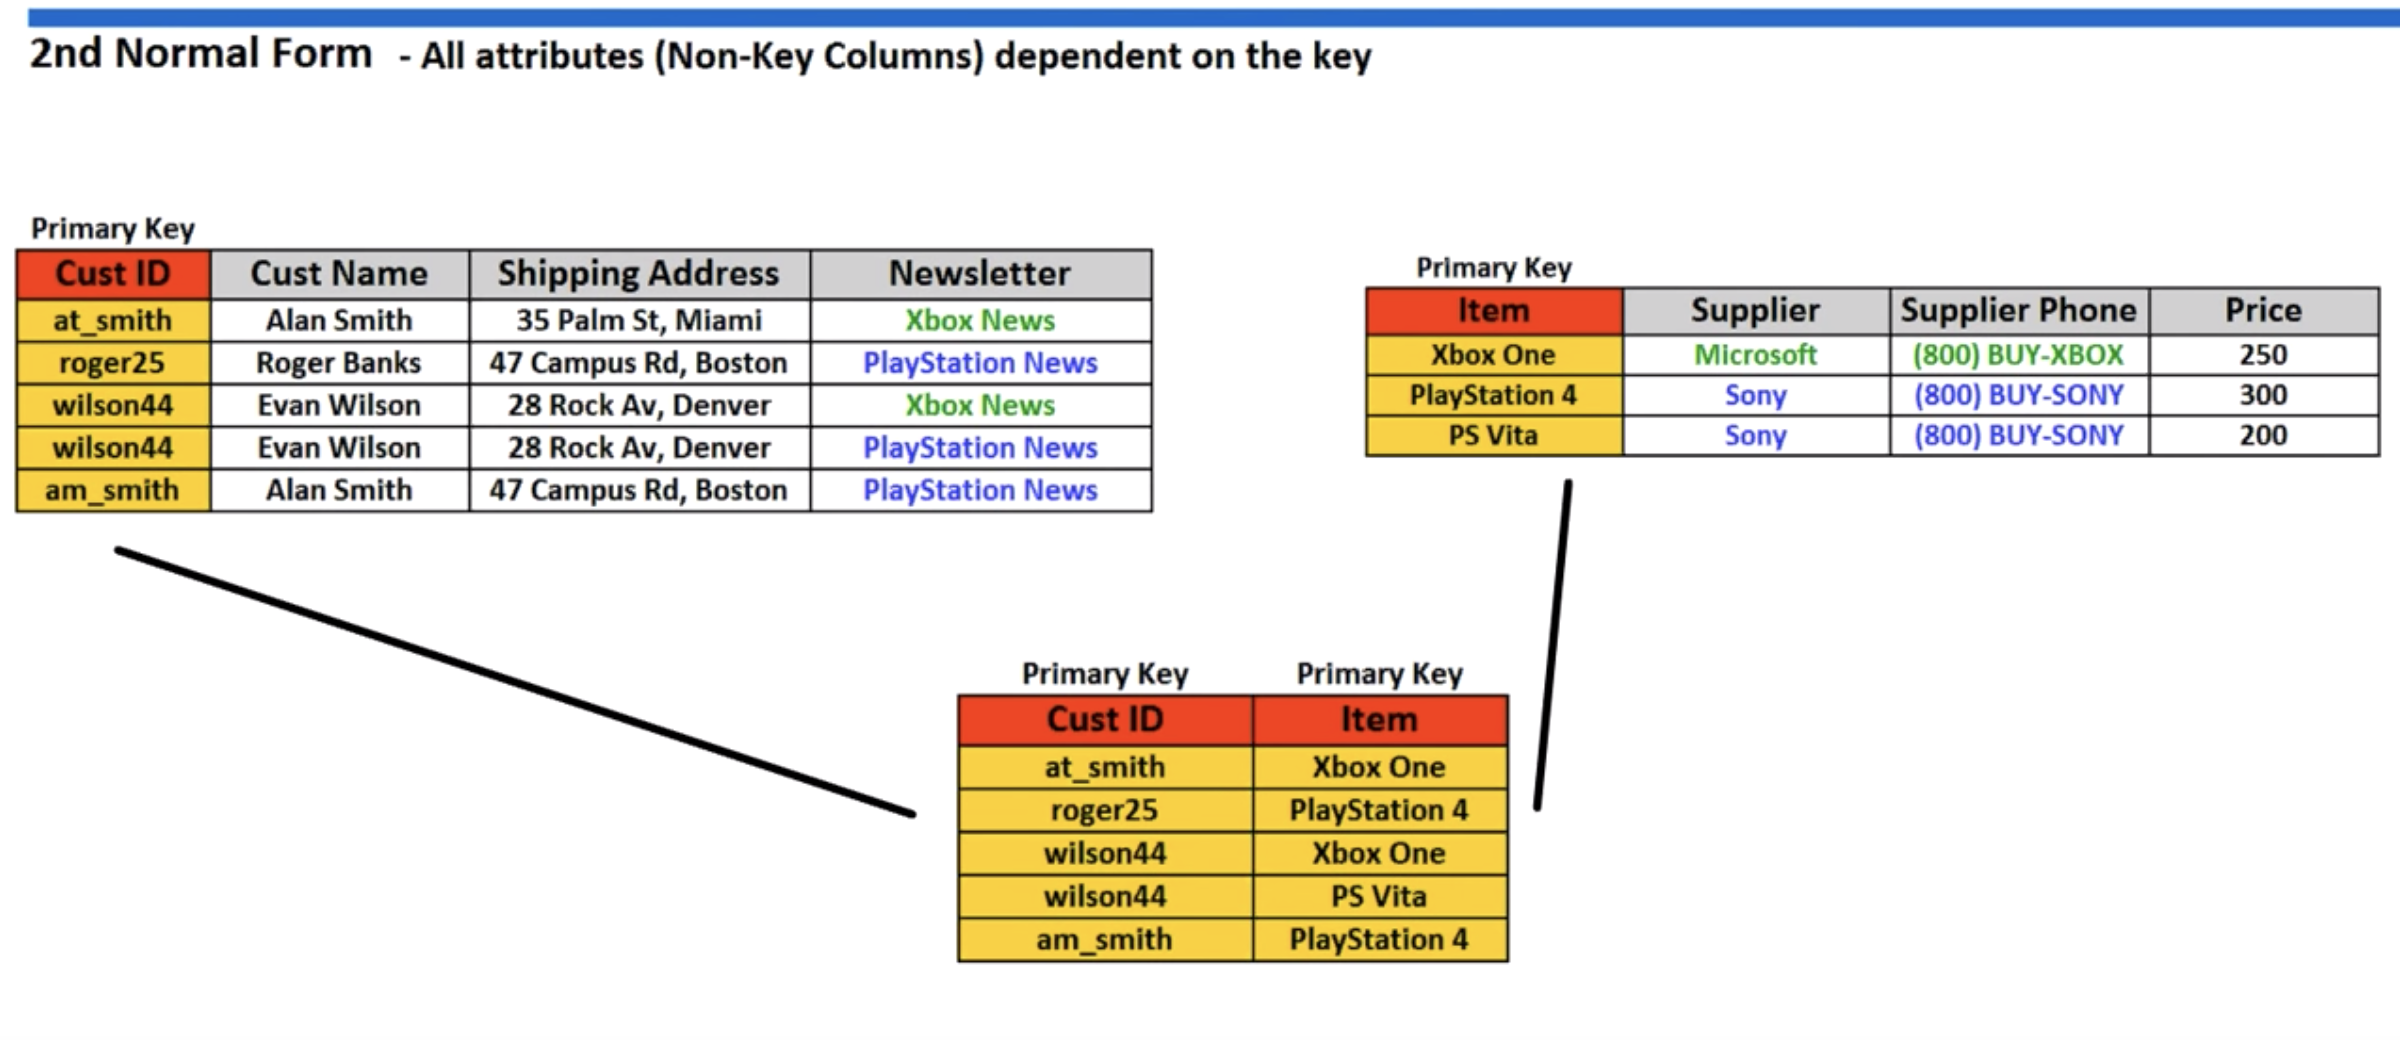 2nd Normal Form - All attributes (Non-Key Columns) dependent on the key
Primary Key
Cust ID Cust Name Shipping Address Newsletter
at_smith Alan Smith 35 Palm St, Miami Xbox News
roger25 Roger Banks 47 Campus Rd, Boston PlayStation News
wilson44 Evan Wilson 28 Rock Av, Denver Xbox News
wilson44 Evan Wilson 28 Rock Av, Denver PlayStation News
am_smith Alan Smith 47 Campus Rd, Boston PlayStation News
Primary Key
Item Supplier Supplier Phone Price
Xbox One Microsoft (800) BUY-XBOX 250
PlayStation 4 Sony (800) BUY-SONY 300
PS Vita Sony (800) BUY-SONY 200
Primary Key Primary Key
Cust ID Item
at_smith Xbox One
roger25 PlayStation 4
wilson44 Xbox One
wilson44 PS Vita
am_smith PlayStation 4